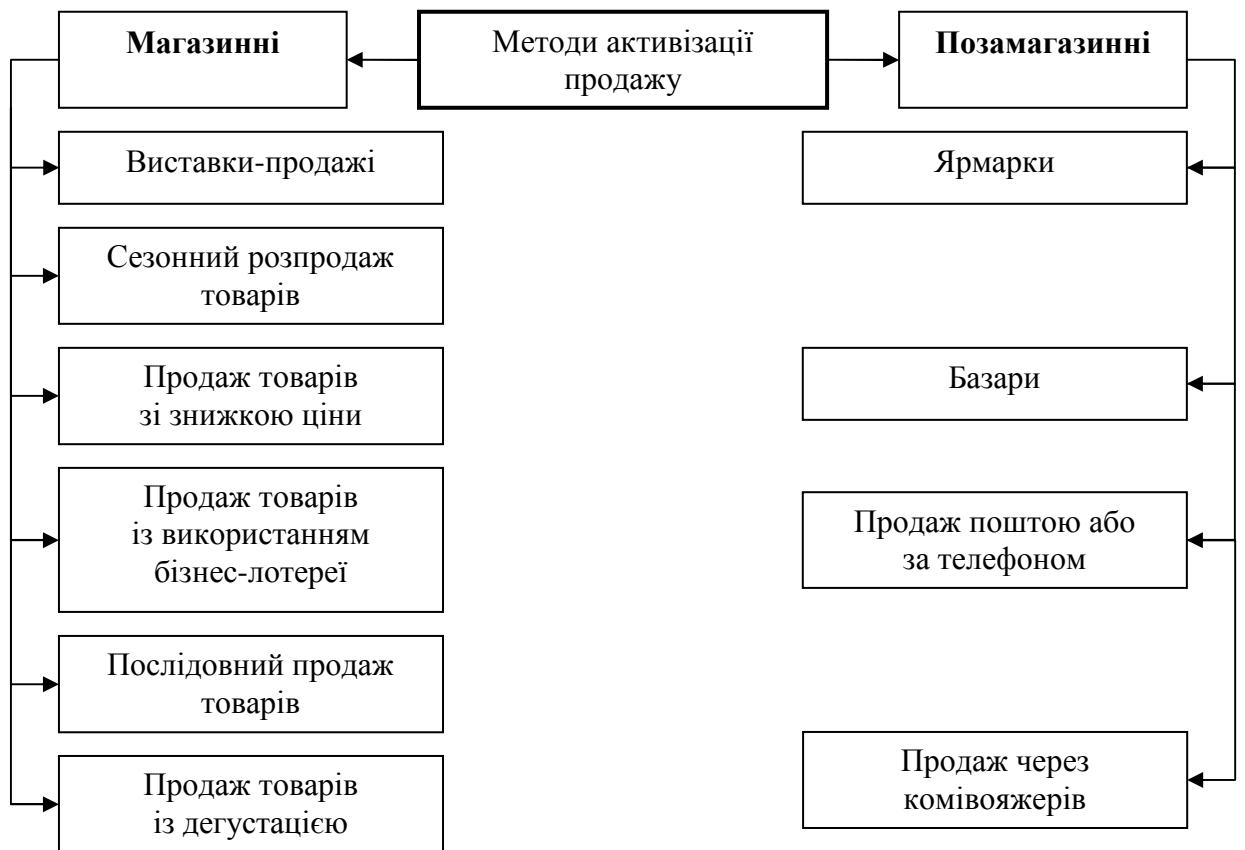 Магазинні
Методи активізації
продажу
Позамагазинні
Виставки-продажі
Ярмарки
Сезонний розпродаж
товарів
Продаж товарів
зі знижкою ціни
Базари
Продаж товарів
із використанням
бізнес-лотереї
Продаж поштою або
за телефоном
Послідовний продаж
товарів
Продаж товарів
із дегустацією
Продаж через
комівояжерів